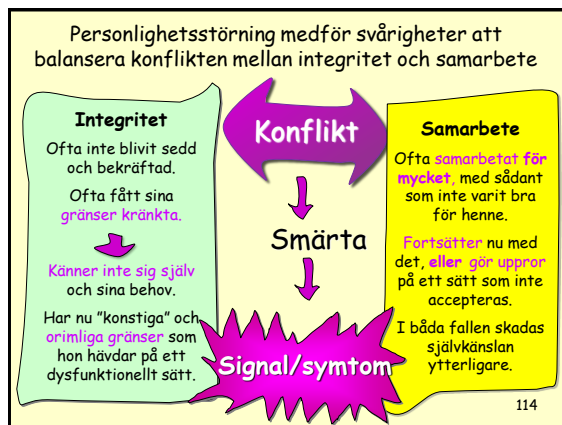 Personlighetsstörning medför svårigheter att
balansera konflikten mellan integritet och samarbete
Integritet
Ofta inte blivit sedd
och bekräftad.
Ofta fått sina
gränser kränkta.
Känner inte sig själv
och sina behov.
Har nu "konstiga" och
orimliga gränser som
hon hävdar på ett
dysfunktionellt sätt.
Konflikt
Smärta
Signal/symtom
Samarbete
Ofta samarbetat för
mycket, med sådant
som inte varit bra
för henne.
Fortsätter nu med
det, eller gör uppror
på ett sätt som inte
accepteras.
I båda fallen skadas
självkänslan
ytterligare.
114